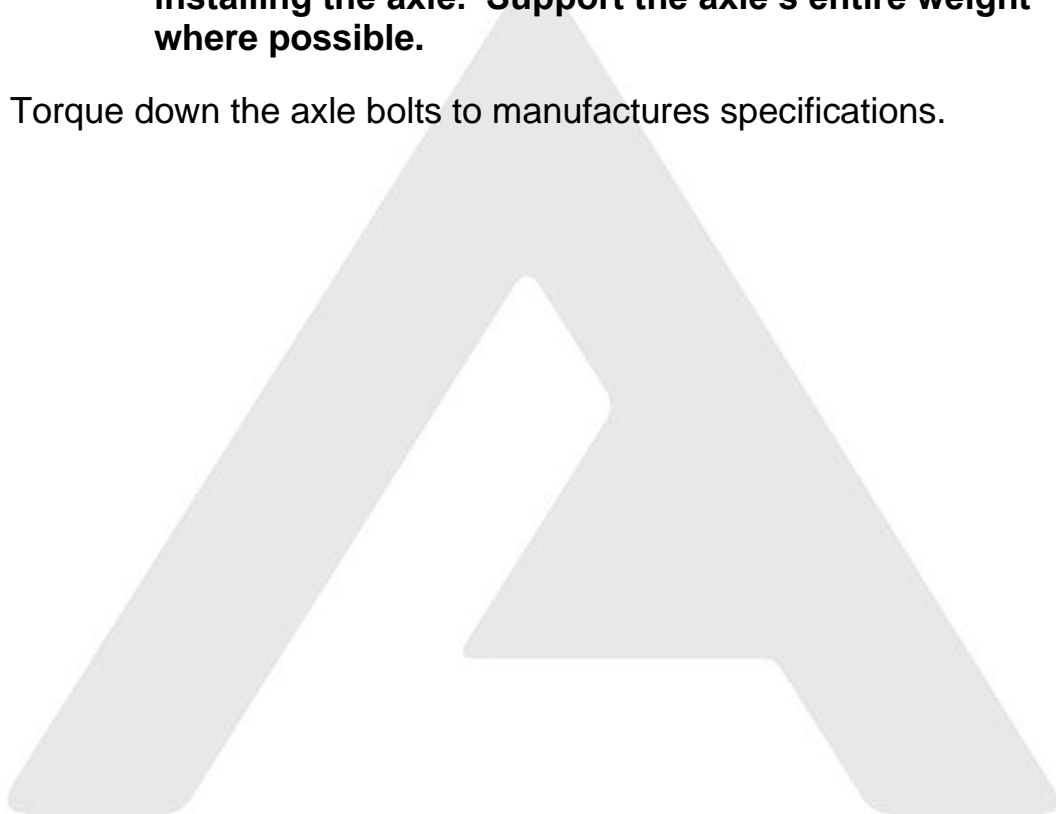 installing the axle.  Support the axle's entire weight
where possible.
Torque down the axle bolts to manufactures specifications.